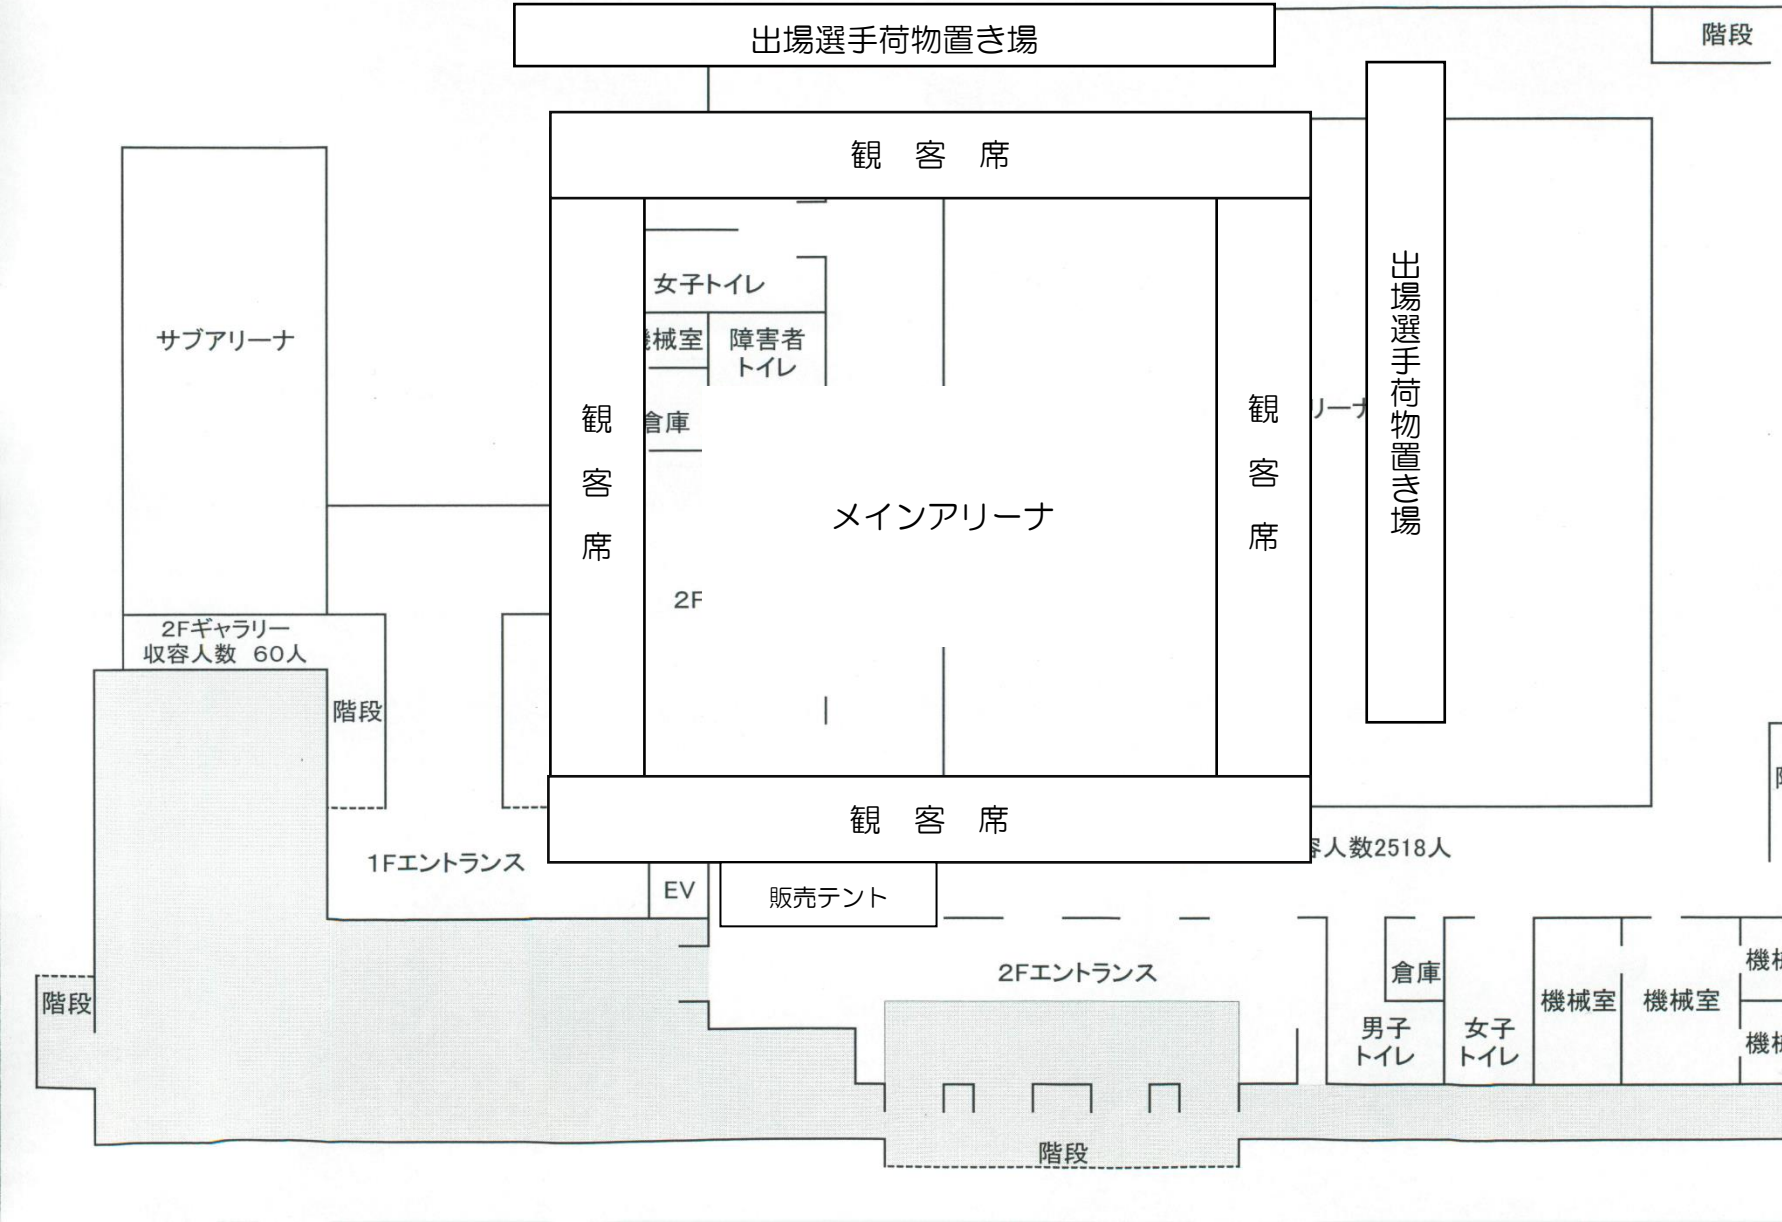 出場選手荷物置き場
階段
観 客 席
女子トイレ
械室
障害者
トイレ
サブアリーナ
倉庫
観
客
席
メインアリーナ
観
客
席
リーナ
出場選手荷物置き場
2F
2Fギャラリー
収容人数 60人
階段
観 客 席
1Fエントランス
容人数2518人
EV
販売テント
2Fエントランス
倉庫
階段
機械室
機械室
男子
トイレ
女子
トイレ
階段